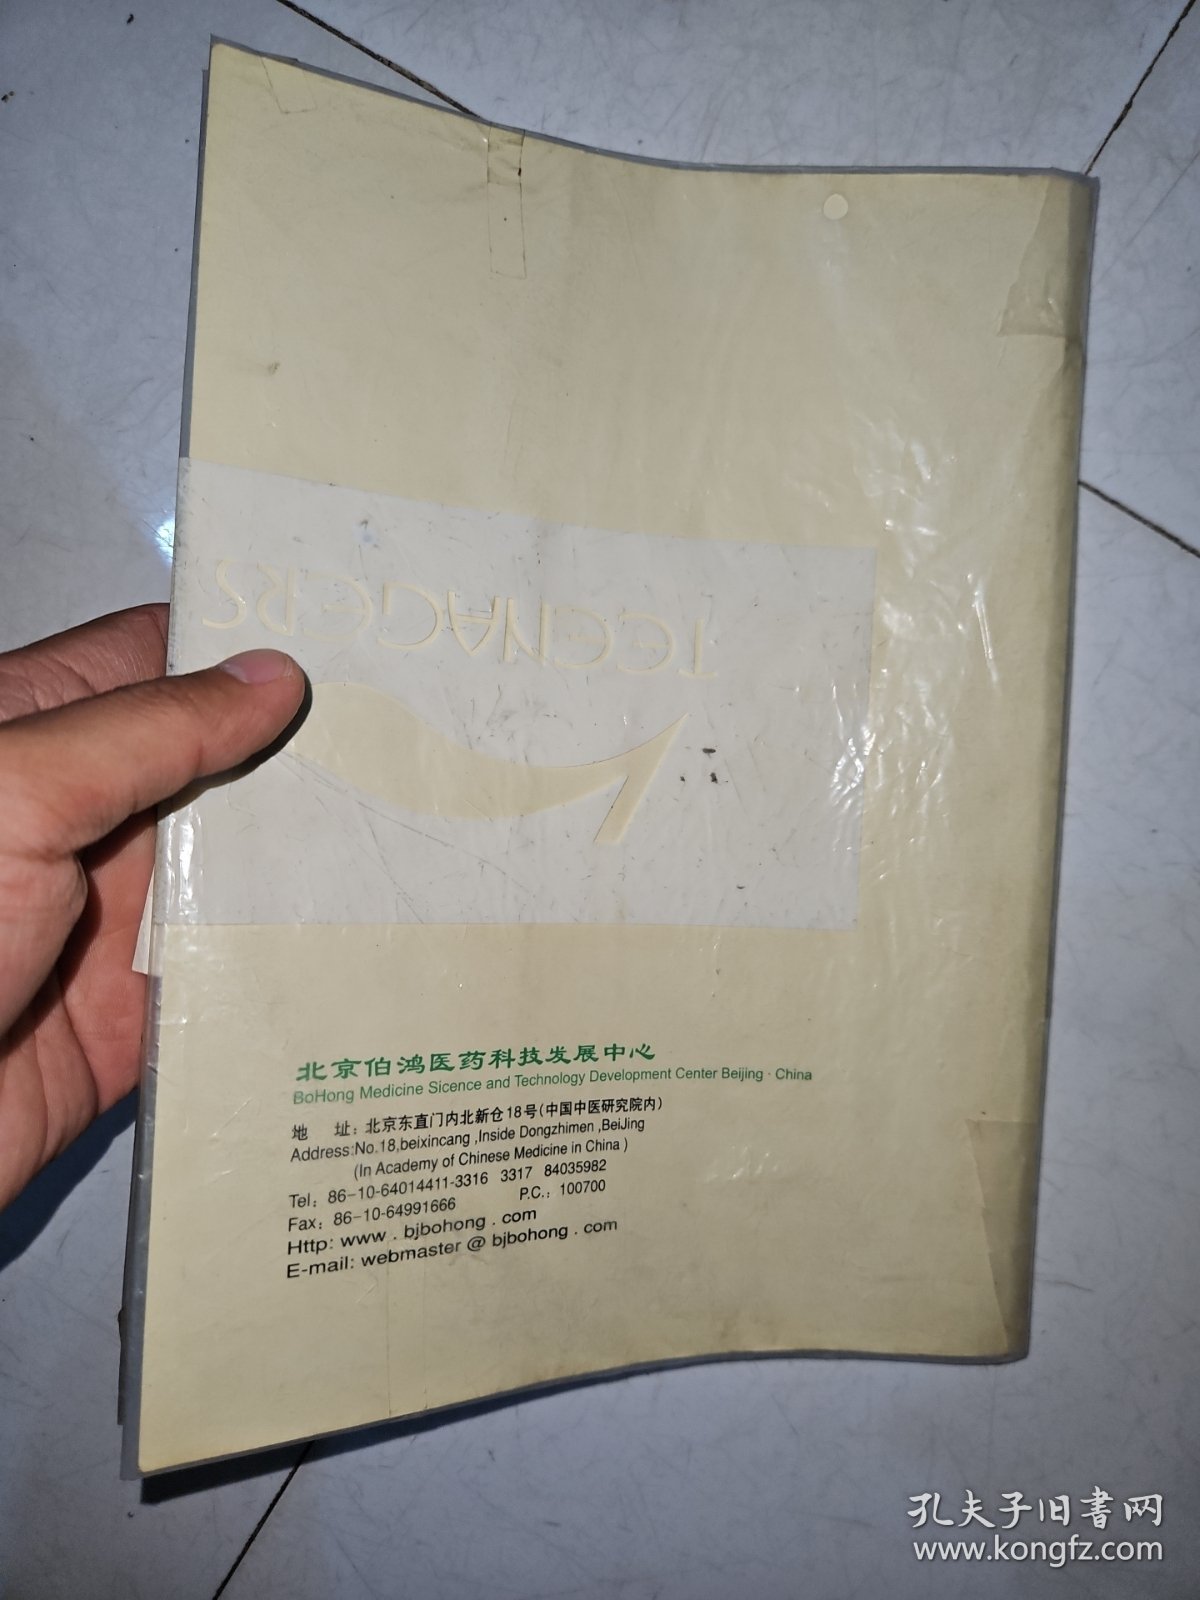 TEENAGERS
北京伯鸿医药科技发展中心
BoHong Medicine Sicence and Technology Development Center Beijing · China
地 址：北京东直门内北新仓18号（中国中医研究院内）
Address:No.18,beixincang ,Inside Dongzhimen ,BeiJing
(In Academy of Chinese Medicine in China )
Tel：86-10-64014411-3316 3317 84035982
Fax：86-10-64991666 P.C.：100700
Http: www . bjbohong . com
E-mail: webmaster @ bjbohong . com
孔夫子旧书网
www.kongfz.com